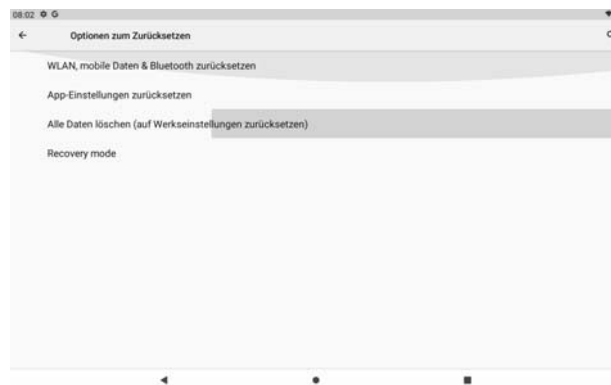 08:02 G
Optionen zum Zurücksetzen
WLAN, mobile Daten & Bluetooth zurücksetzen
App-Einstellungen zurücksetzen
Alle Daten löschen (auf Werkseinstellungen zurücksetzen)
Recovery mode